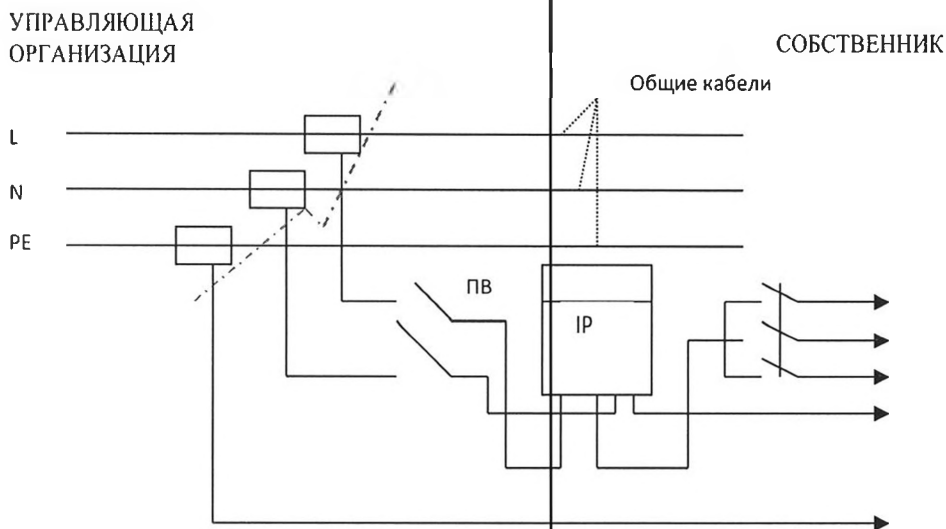 УПРАВЛЯЮЩАЯ
ОРГАНИЗАЦИЯ
СОБСТВЕННИК
Общие кабели
L
N
PE
ПВ
IP